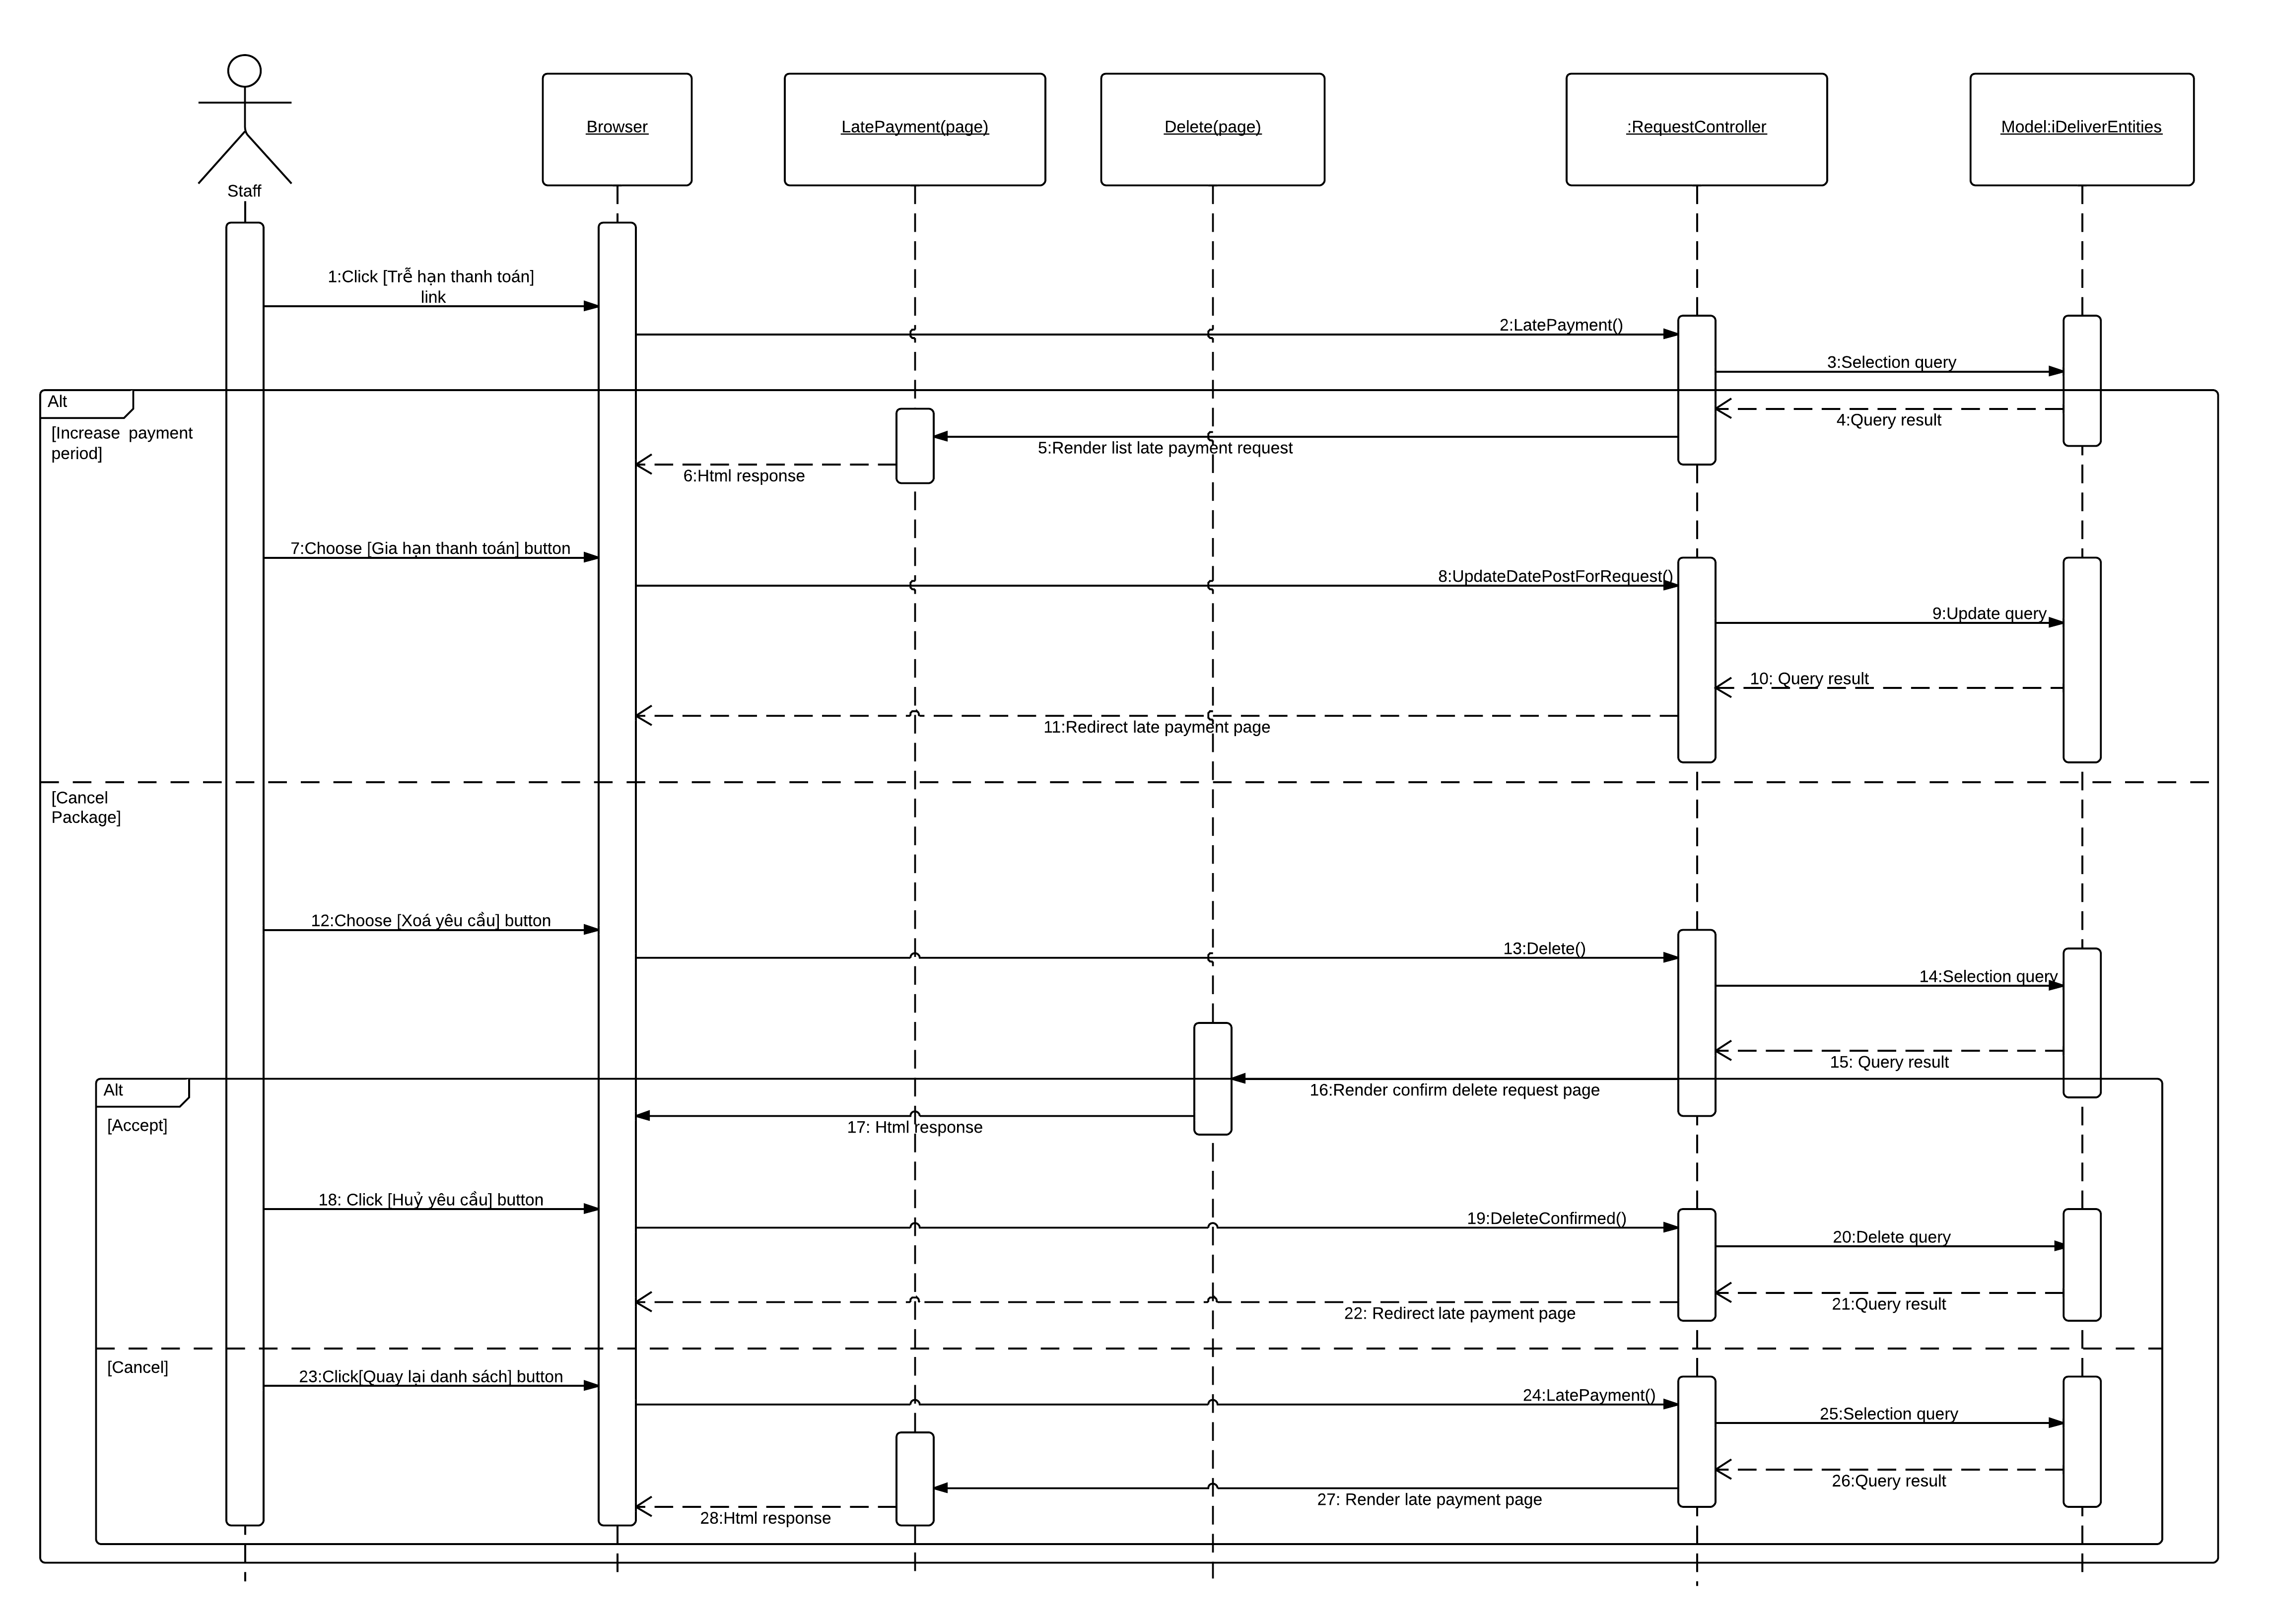 Staff
Browser
LatePayment(page)
Delete(page)
:RequestController
Model:iDeliverEntities
1:Click [Trễ hạn thanh toán]
link
2:LatePayment()
3:Selection query
Alt
[Increase  payment
period]
4:Query result
5:Render list late payment request
6:Html response
7:Choose [Gia hạn thanh toán] button
8:UpdateDatePostForRequest()
9:Update query
10: Query result
11:Redirect late payment page
[Cancel
Package]
12:Choose [Xoá yêu cầu] button
13:Delete()
14:Selection query
15: Query result
Alt
16:Render confirm delete request page
[Accept]
17: Html response
18: Click [Huỷ yêu cầu] button
19:DeleteConfirmed()
20:Delete query
21:Query result
22: Redirect late payment page
[Cancel]
23:Click[Quay lại danh sách] button
24:LatePayment()
25:Selection query
26:Query result
27: Render late payment page
28:Html response